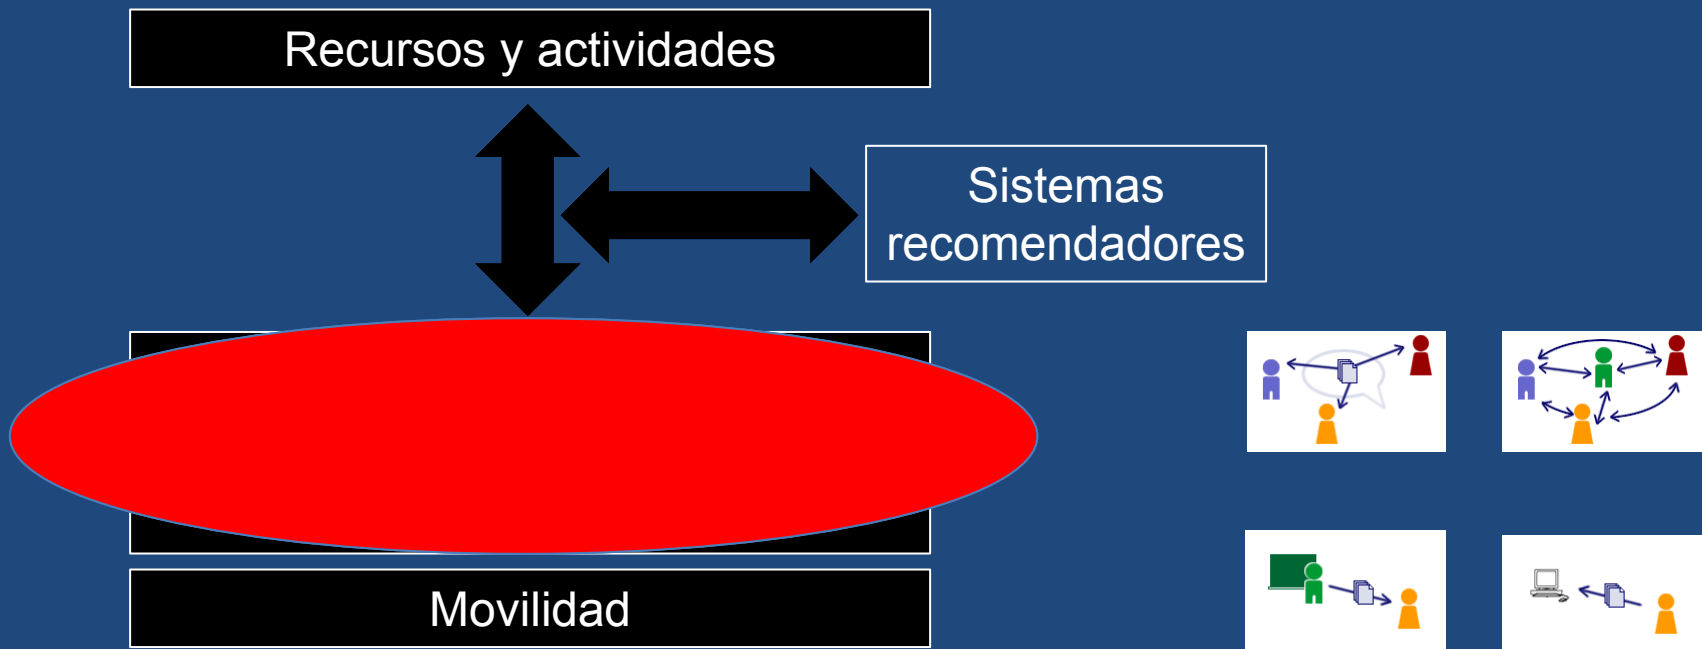 Recursos y actividades
Sistemas
recomendadores
Movilidad